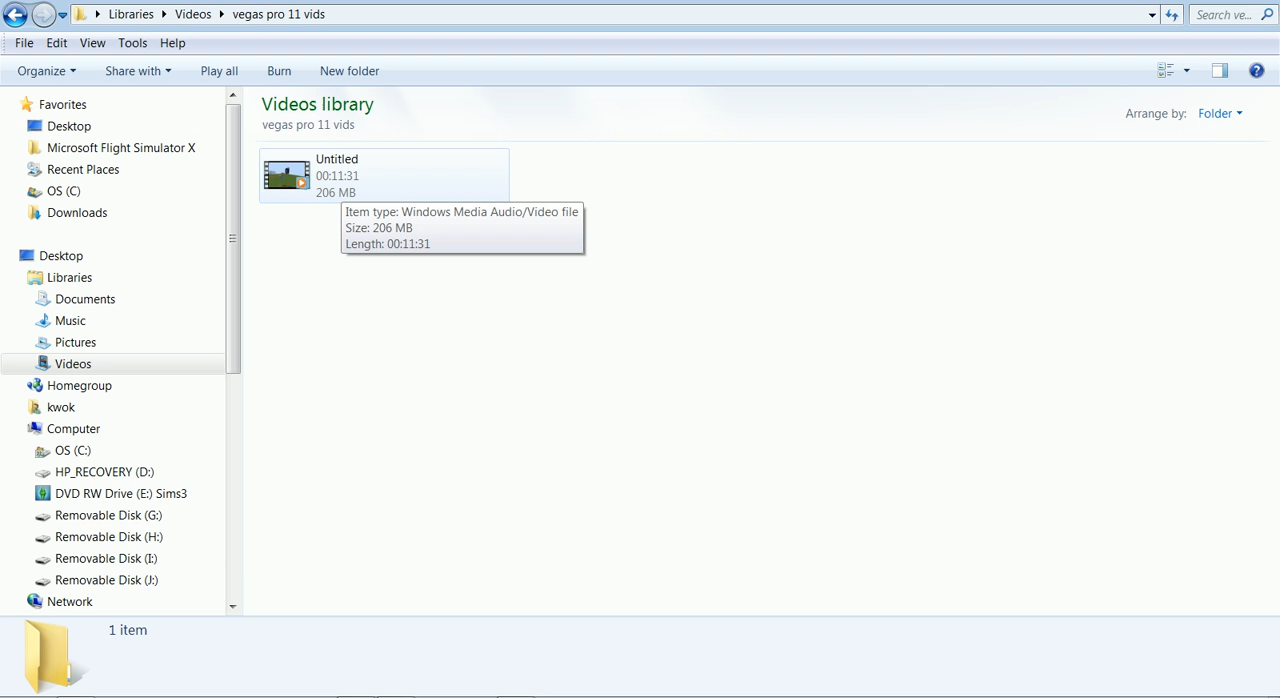 Libraries Videos vegas pro 11 vids
Search ve...
File Edit View Tools Help
Organize Share with Play all Burn New folder
Favorites
Desktop
Microsoft Flight Simulator X
Recent Places
OS (C)
Downloads
Desktop
Libraries
Documents
Music
Pictures
Videos
Homegroup
kwok
Computer
OS (C:)
HP_RECOVERY (D:)
DVD RW Drive (E:) Sims3
Removable Disk (G:)
Removable Disk (H:)
Removable Disk (I:)
Removable Disk (J:)
Network
Videos library
vegas pro 11 vids
Arrange by: Folder
Untitled
00:11:31
206 MB
Item type: Windows Media Audio/Video file
Size: 206 MB
Length: 00:11:31
1 item